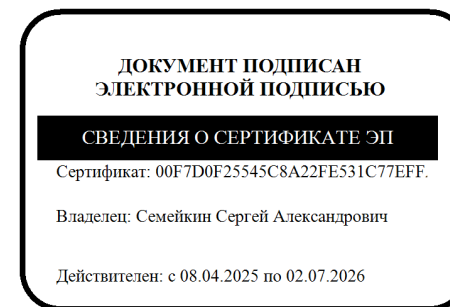 ДОКУМЕНТ ПОДПИСАН
ЭЛЕКТРОННОЙ ПОДПИСЬЮ
СВЕДЕНИЯ О СЕРТИФИКАТЕ ЭП
Сертификат: 00F7D0F25545C8A22FE531C77EFF.
Владелец: Семейкин Сергей Александрович
Действителен: с 08.04.2025 по 02.07.2026